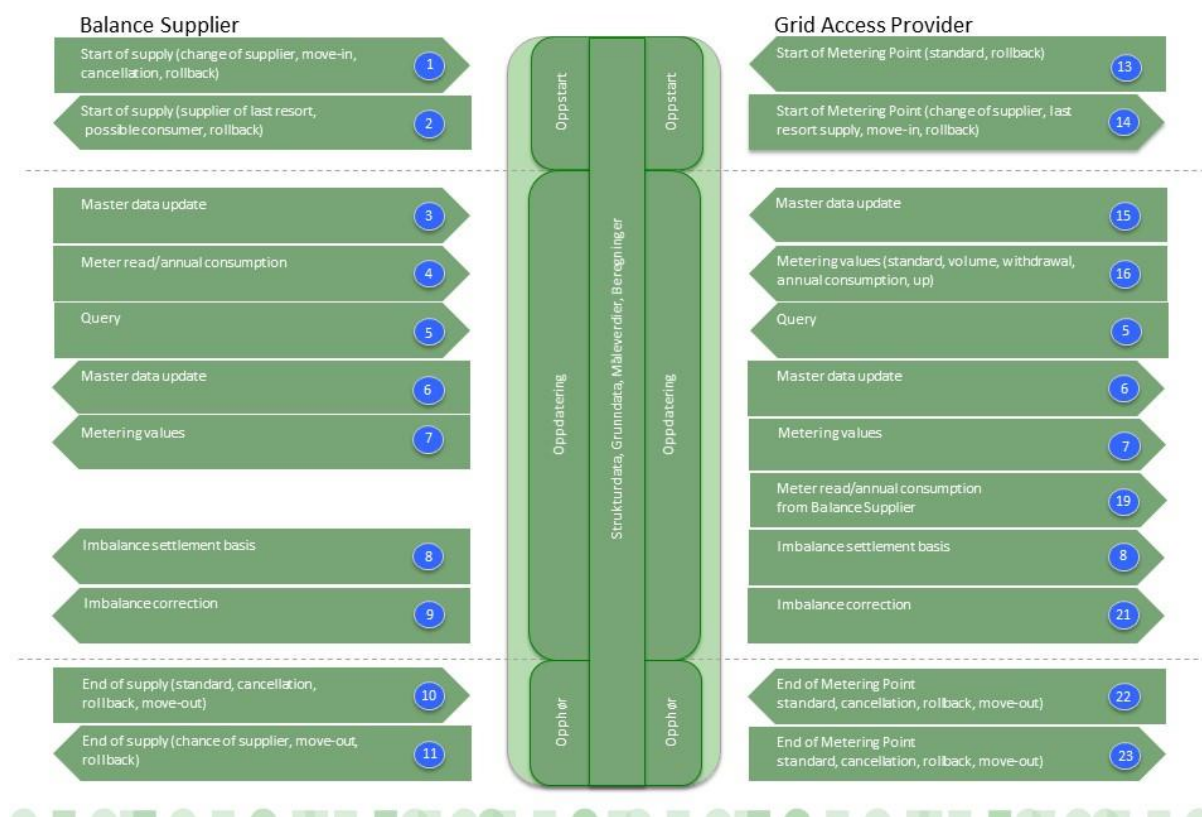 Balance Supplier
Start of supply (change of supplier, move-in,
cancellation, rollback)
1
Start of supply (supplier of last resort,
possible consumer, rollback)
2
Master data update
3
Meter read/annual consumption
4
Query
5
Master data update
6
Metering values
7
Imbalance settlement basis
8
Imbalance correction
9
End of supply (standard, cancellation,
rollback, move-out)
10
End of supply (chance of supplier, move-out,
rollback)
11
Oppstart
Oppstart
Oppdatering
Strukturdata, Grunndata, Måleverdier, Beregninger
Oppdatering
Opphør
Opphør
Grid Access Provider
Start of Metering Point (standard, rollback)
13
Start of Metering Point (change of supplier, last
resort supply, move-in, rollback)
14
Master data update
15
Metering values (standard, volume, withdrawal,
annual consumption, up)
16
Query
5
Master data update
6
Metering values
7
Meter read/annual consumption
from Balance Supplier
19
Imbalance settlement basis
8
Imbalance correction
21
End of Metering Point
standard, cancellation, rollback, move-out)
22
End of Metering Point
standard, cancellation, rollback, move-out)
23